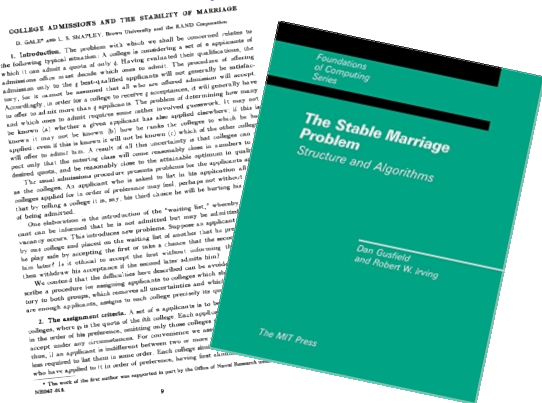 COLLEGE ADMISSIONS AND THE STABILITY OF MARRIAGE
D. GALE* AND L. S. SHAPLEY, Brown University and the RAND Corporation
1. Introduction. The problem with which we shall be concerned relates to
the following typical situation: A college is considering a set of n applicants of
which it can admit a quota of only q. Having evaluated their qualifications, the
admissions office must decide which ones to admit. The procedure of offering
admission only to the q best-qualified applicants will not generally be satisfac-
tory, for it cannot be assumed that all who are offered admission will accept.
Accordingly, in order for a college to receive q acceptances, it will generally have
to offer to admit more than q applicants. The problem of determining how many
and which ones to admit requires some rather involved guesswork. It may not
be known (a) whether a given applicant has also applied elsewhere; if this is
known it may not be known (b) how he ranks the colleges to which he has
applied; even if this is known it will not be known (c) which of the other colleges
will offer to admit him. A result of all this uncertainty is that colleges can
pect only that the entering class will come reasonably close in numbers to
desired quota, and be reasonably close to the attainable optimum in quality
The usual admissions procedure presents problems for the applicants as
as the colleges. An applicant who is asked to list in his application all
colleges applied for in order of preference may feel, perhaps not without
that by telling a college it is, say, his third choice he will be hurting his
of being admitted.
One elaboration is the introduction of the "waiting list," whereby
cant can be informed that he is not admitted but may be admitted
vacancy occurs. This introduces new problems. Suppose an applicant
by one college and placed on the waiting list of another that he pre
he play safe by accepting the first or take a chance that the second
him later? Is it ethical to accept the first without informing the
then withdraw his acceptance if the second later admits him?
We contend that the difficulties here described can be avoided
scribe a procedure for assigning applicants to colleges which sho
tory to both groups, which removes all uncertainties and which
are enough applicants, assigns to each college precisely its quo
2. The assignment criteria. A set of n applicants is to be
colleges, where qᵢ is the quota of the ith college. Each appli
in the order of his preference, omitting only those colleges
accept under any circumstances. For convenience we ass
thus, if an applicant is indifferent between two or more
less required to list them in some order. Each college simi
who have applied to it in order of preference, having first
* The work of the first author was supported in part by the Office of Naval Research
NR047-018.
9
Foundations
of Computing
Series
The Stable Marriage
Problem
Structure and Algorithms
Dan Gusfield
and Robert W. Irving
The MIT Press